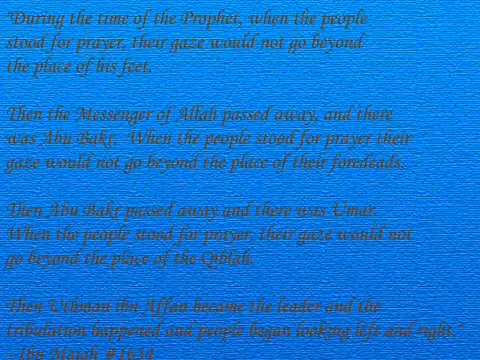 "During the time of the Prophet, when the people
stood for prayer, their gaze would not go beyond
the place of his feet.
Then the Messenger of Allah passed away, and there
was Abu Bakr. When the people stood for prayer their
gaze would not go beyond the place of their foredeads.
Then Abu Bakr passed away and there was Umar.
When the people stood for prayer, their gaze would not
go beyond the place of the Qiblah.
Then Uthman ibn Affan became the leader and the
tribulation happened and people began looking left and right."
~Ibn Majah #1634